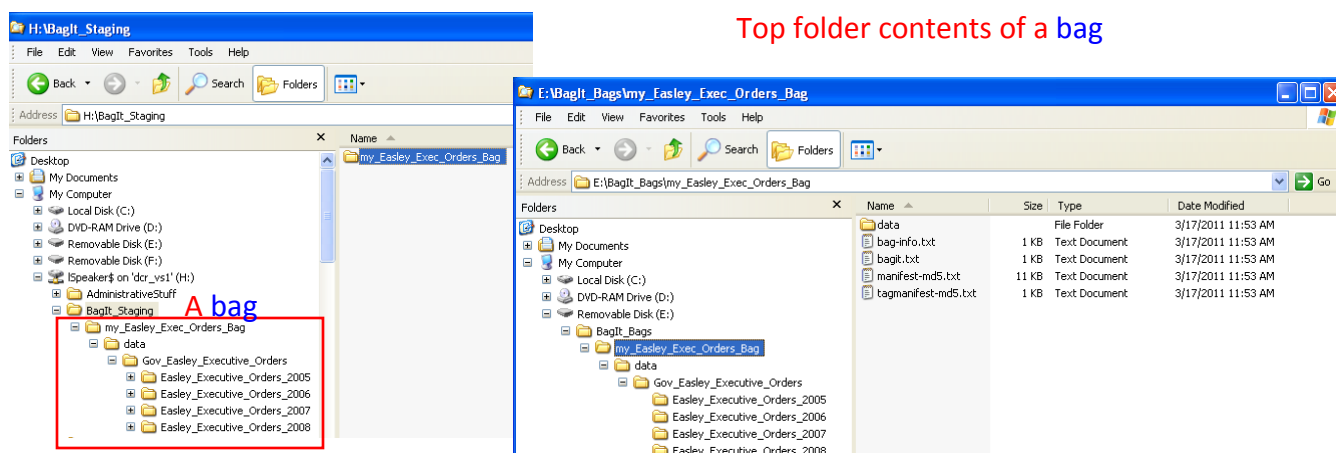 Top folder contents of a bag
H:\BagIt_Staging
File Edit View Favorites Tools Help
Back Search Folders
Address H:\BagIt_Staging
Folders × Name
Desktop my_Easley_Exec_Orders_Bag
My Documents
My Computer
Local Disk (C:)
DVD-RAM Drive (D:)
Removable Disk (E:)
Removable Disk (F:)
lSpeaker$ on 'dcr_vs1' (H:)
AdministrativeStuff
BagIt_Staging A bag
my_Easley_Exec_Orders_Bag
data
Gov_Easley_Executive_Orders
Easley_Executive_Orders_2005
Easley_Executive_Orders_2006
Easley_Executive_Orders_2007
Easley_Executive_Orders_2008
E:\BagIt_Bags\my_Easley_Exec_Orders_Bag
File Edit View Favorites Tools Help
Back Search Folders
Address E:\BagIt_Bags\my_Easley_Exec_Orders_Bag Go
Folders × Name Size Type Date Modified
Desktop
My Documents
My Computer
Local Disk (C:)
DVD-RAM Drive (D:)
Removable Disk (E:)
BagIt_Bags
my_Easley_Exec_Orders_Bag
data
Gov_Easley_Executive_Orders
Easley_Executive_Orders_2005
Easley_Executive_Orders_2006
Easley_Executive_Orders_2007
Easley_Executive_Orders_2008
data File Folder 3/17/2011 11:53 AM
bag-info.txt 1 KB Text Document 3/17/2011 11:53 AM
bagit.txt 1 KB Text Document 3/17/2011 11:53 AM
manifest-md5.txt 11 KB Text Document 3/17/2011 11:53 AM
tagmanifest-md5.txt 1 KB Text Document 3/17/2011 11:53 AM